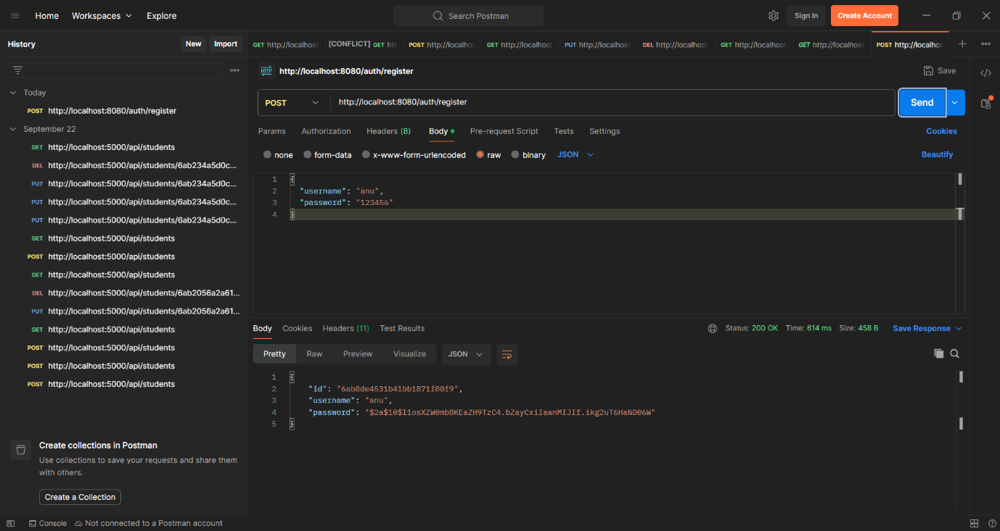 Home Workspaces Explore Search Postman Sign In Create Account
History New Import
GET http://localhost [CONFLICT] GET htt POST http://localhos GET http://localhost PUT http://localhost DEL http://localhost GET http://localhost GET http://localhost POST http://localhos
HTTP http://localhost:8080/auth/register Save
Today
POST http://localhost:8080/auth/register
September 22
GET http://localhost:5000/api/students
DEL http://localhost:5000/api/students/6ab234a5d0c...
PUT http://localhost:5000/api/students/6ab234a5d0c...
PUT http://localhost:5000/api/students/6ab234a5d0c...
PUT http://localhost:5000/api/students/6ab234a5d0c...
GET http://localhost:5000/api/students
POST http://localhost:5000/api/students
GET http://localhost:5000/api/students
DEL http://localhost:5000/api/students/6ab2056a2a61...
PUT http://localhost:5000/api/students/6ab2056a2a61...
GET http://localhost:5000/api/students
POST http://localhost:5000/api/students
POST http://localhost:5000/api/students
POST http://localhost:5000/api/students
Create collections in Postman
Use collections to save your requests and share them
with others.
Create a Collection
POST http://localhost:8080/auth/register Send
Params Authorization Headers (8) Body Pre-request Script Tests Settings Cookies
none form-data x-www-form-urlencoded raw binary JSON Beautify
1 {
2 "username": "anu",
3 "password": "123456"
4 }
Body Cookies Headers (11) Test Results Status: 200 OK Time: 614 ms Size: 458 B Save Response
Pretty Raw Preview Visualize JSON
1 {
2 "id": "6ab8de4531b41bb1871f80f9",
3 "username": "anu",
4 "password": "$2a$10$l1osXZW0mb8KEaZH9TzC4.bZayCxiIawnMIJIf.ikg2uT6HaND06W"
5 }
Console Not connected to a Postman account